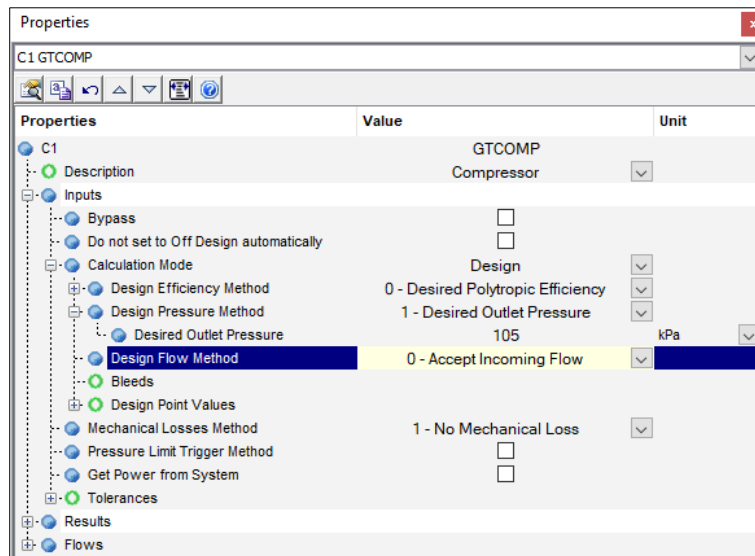 Properties
C1 GTCOMP
Properties Value Unit
C1 GTCOMP
Description Compressor
Inputs
Bypass
Do not set to Off Design automatically
Calculation Mode Design
Design Efficiency Method 0 - Desired Polytropic Efficiency
Design Pressure Method 1 - Desired Outlet Pressure
Desired Outlet Pressure 105 kPa
Design Flow Method 0 - Accept Incoming Flow
Bleeds
Design Point Values
Mechanical Losses Method 1 - No Mechanical Loss
Pressure Limit Trigger Method
Get Power from System
Tolerances
Results
Flows